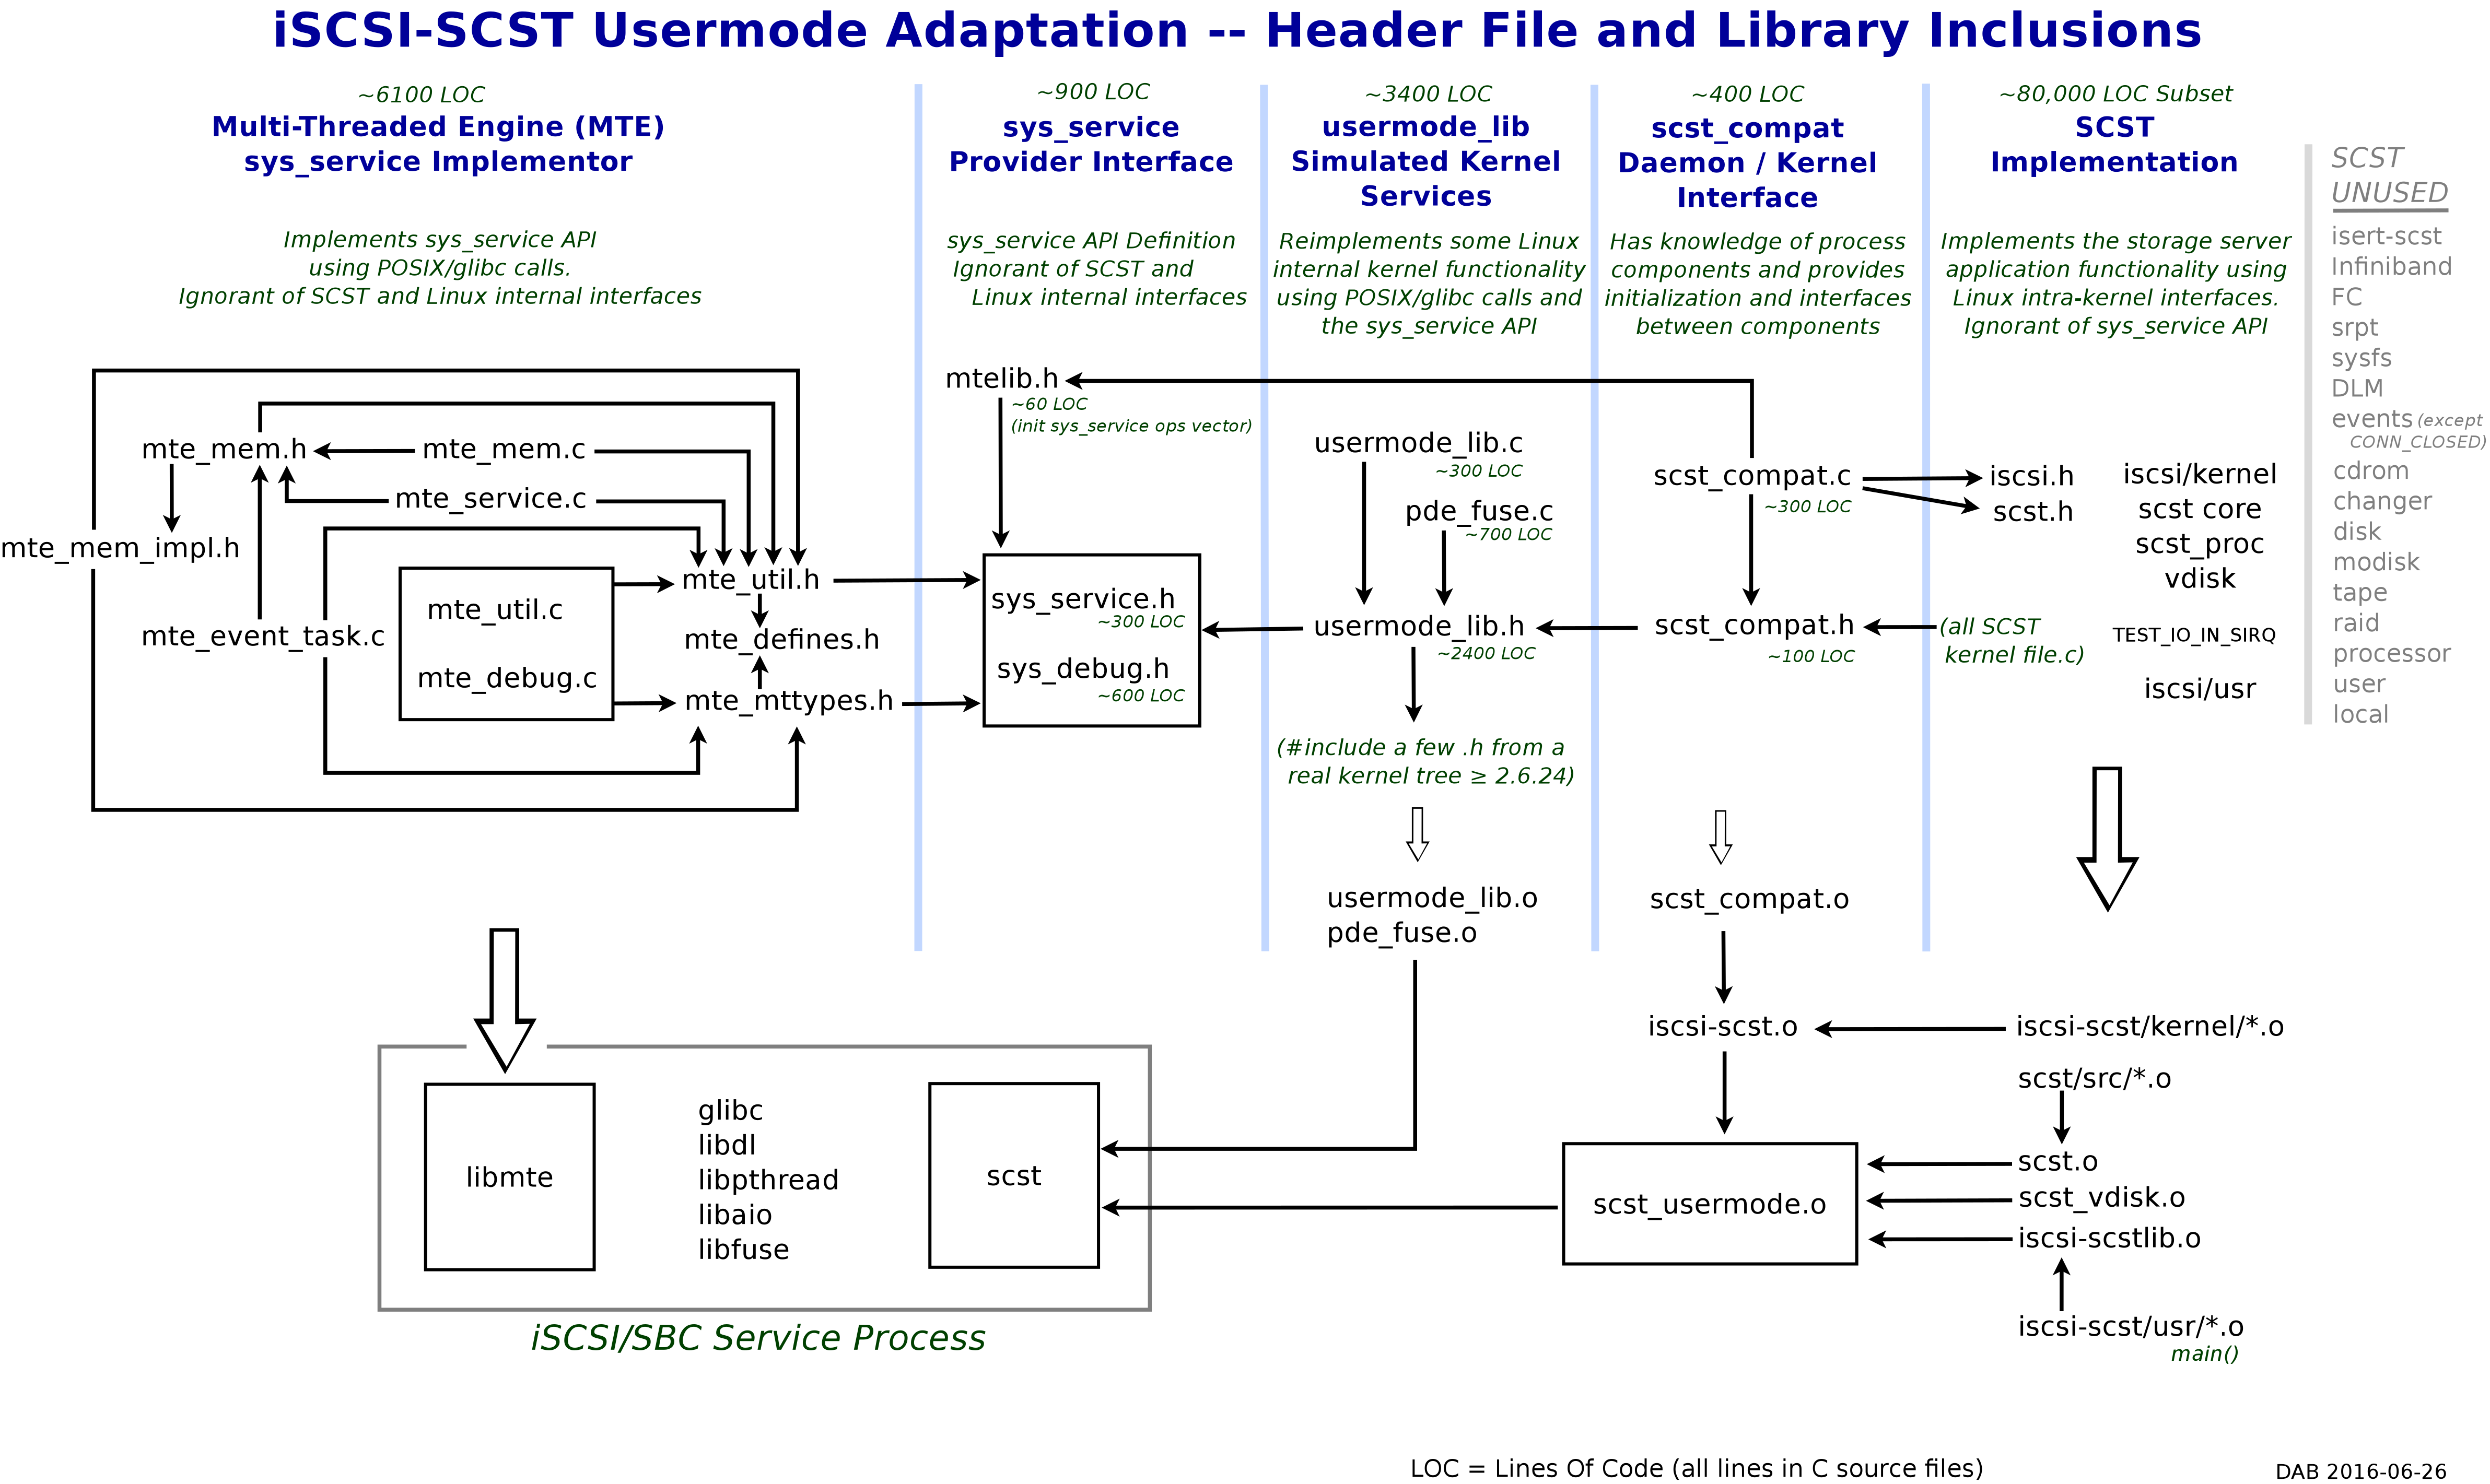 iSCSI-SCST Usermode Adaptation -- Header File and Library Inclusions
~6100 LOC
Multi-Threaded Engine (MTE)
sys_service Implementor
Implements sys_service API
using POSIX/glibc calls.
Ignorant of SCST and Linux internal interfaces
~900 LOC
sys_service
Provider Interface
sys_service API Definition
Ignorant of SCST and
Linux internal interfaces
~3400 LOC
usermode_lib
Simulated Kernel
Services
Reimplements some Linux
internal kernel functionality
using POSIX/glibc calls and
the sys_service API
~400 LOC
scst_compat
Daemon / Kernel
Interface
Has knowledge of process
components and provides
initialization and interfaces
between components
~80,000 LOC Subset
SCST
Implementation
Implements the storage server
application functionality using
Linux intra-kernel interfaces.
Ignorant of sys_service API
SCST
UNUSED
isert-scst
Infiniband
FC
srpt
sysfs
DLM
events (except
CONN_CLOSED)
cdrom
changer
disk
modisk
tape
raid
processor
user
local
mte_mem.h
mte_mem.c
mte_service.c
mte_mem_impl.h
mte_util.h
mte_util.c
mte_event_task.c
mte_defines.h
mte_debug.c
mte_mttypes.h
mtelib.h
~60 LOC
(init sys_service ops vector)
sys_service.h
~300 LOC
sys_debug.h
~600 LOC
usermode_lib.c
~300 LOC
pde_fuse.c
~700 LOC
usermode_lib.h
~2400 LOC
(#include a few .h from a
real kernel tree ≥ 2.6.24)
usermode_lib.o
pde_fuse.o
scst_compat.c
~300 LOC
scst_compat.h
~100 LOC
scst_compat.o
iscsi.h
scst.h
(all SCST
kernel file.c)
iscsi/kernel
scst core
scst_proc
vdisk
TEST_IO_IN_SIRQ
iscsi/usr
iscsi-scst.o
iscsi-scst/kernel/*.o
scst/src/*.o
scst.o
scst_vdisk.o
iscsi-scstlib.o
iscsi-scst/usr/*.o
main()
scst_usermode.o
libmte
glibc
libdl
libpthread
libaio
libfuse
scst
iSCSI/SBC Service Process
LOC = Lines Of Code (all lines in C source files)
DAB 2016-06-26